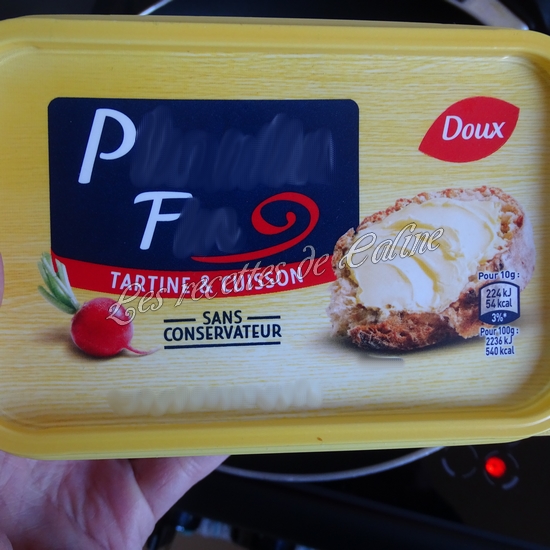 P
F
Doux
TARTINE & CUISSON
Les recettes de Caline
SANS
CONSERVATEUR
Pour 10g :
224 kJ
54 kcal
3%*
Pour 100g :
2236 kJ
540 kcal